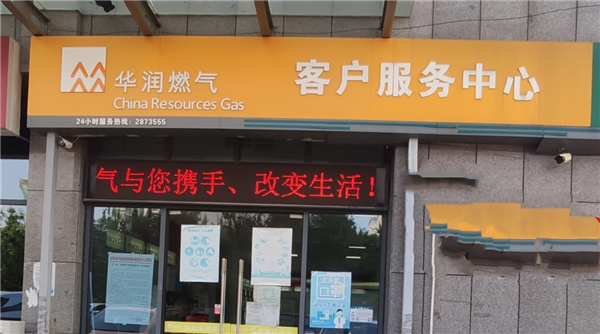 华润燃气
China Resources Gas
客户服务中心
24小时服务热线：2873555
气与您携手、改变生活！